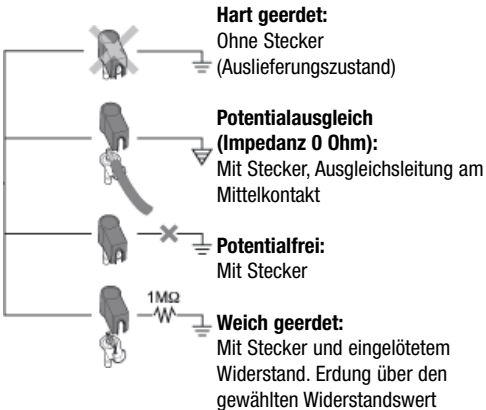 Hart geerdet:
Ohne Stecker
(Auslieferungszustand)
Potentialausgleich
(Impedanz 0 Ohm):
Mit Stecker, Ausgleichsleitung am
Mittelkontakt
Potentialfrei:
Mit Stecker
1MΩ
Weich geerdet:
Mit Stecker und eingelötetem
Widerstand. Erdung über den
gewählten Widerstandswert